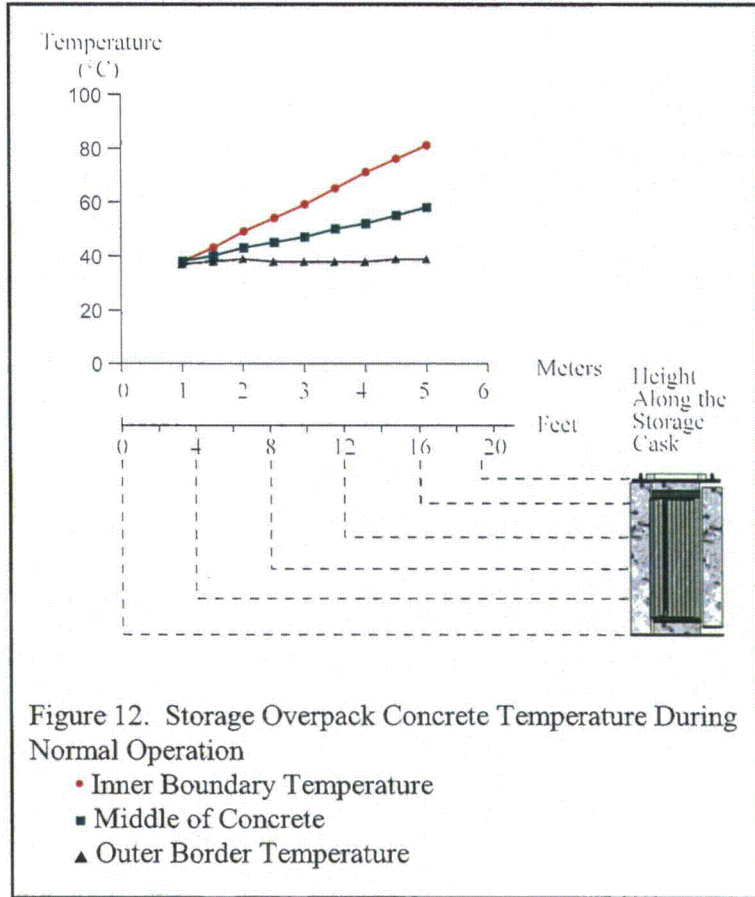 Temperature
(°C)
100
80
60
40
20
0
0 1 2 3 4 5 6
Meters
Height
Along the
Storage
Cask
Feet
0 4 8 12 16 20
Figure 12. Storage Overpack Concrete Temperature During
Normal Operation
• Inner Boundary Temperature
■ Middle of Concrete
▲ Outer Border Temperature